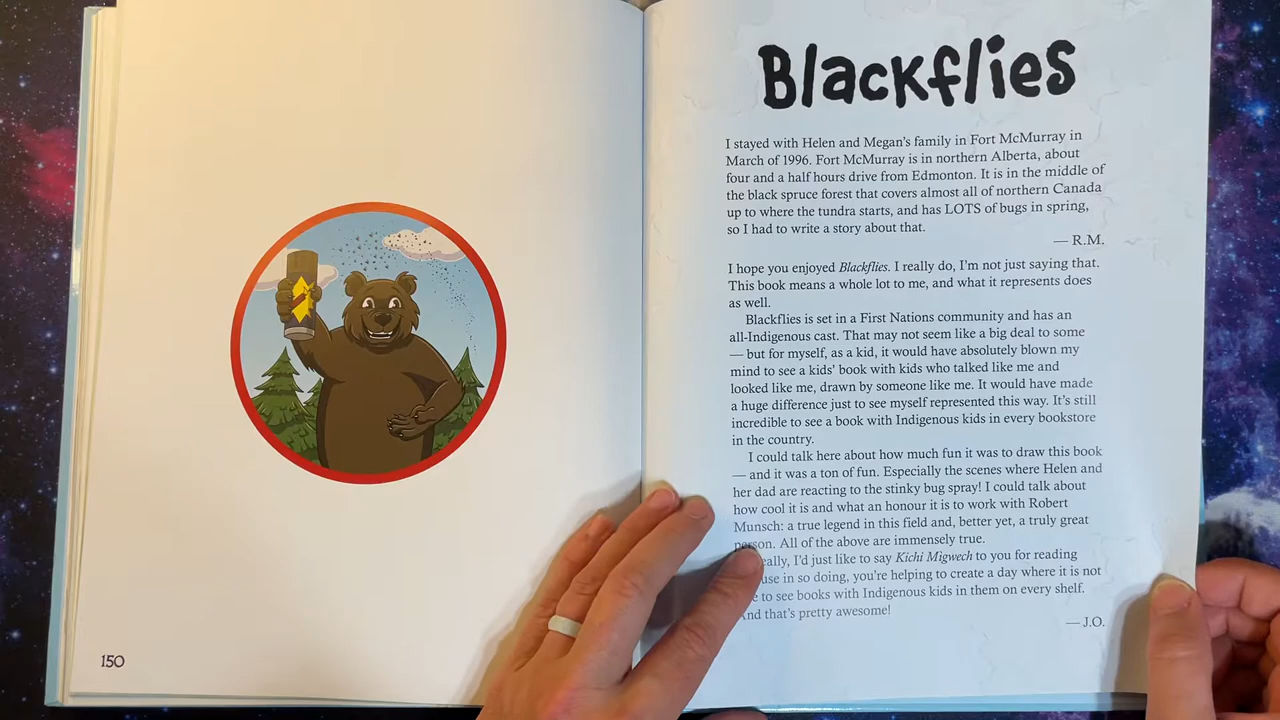 Blackflies
I stayed with Helen and Megan's family in Fort McMurray in
March of 1996. Fort McMurray is in northern Alberta, about
four and a half hours drive from Edmonton. It is in the middle of
the black spruce forest that covers almost all of northern Canada
up to where the tundra starts, and has LOTS of bugs in spring,
so I had to write a story about that.
— R.M.
I hope you enjoyed Blackflies. I really do, I'm not just saying that.
This book means a whole lot to me, and what it represents does
as well.
Blackflies is set in a First Nations community and has an
all-Indigenous cast. That may not seem like a big deal to some
— but for myself, as a kid, it would have absolutely blown my
mind to see a kids' book with kids who talked like me and
looked like me, drawn by someone like me. It would have made
a huge difference just to see myself represented this way. It's still
incredible to see a book with Indigenous kids in every bookstore
in the country.
I could talk here about how much fun it was to draw this book
— and it was a ton of fun. Especially the scenes where Helen and
her dad are reacting to the stinky bug spray! I could talk about
how cool it is and what an honour it is to work with Robert
Munsch: a true legend in this field and, better yet, a truly great
person. All of the above are immensely true.
I'd just like to say Kichi Migwech to you for reading
in so doing, you're helping to create a day where it is not
to see books with Indigenous kids in them on every shelf.
And that's pretty awesome!
— J.O.
150